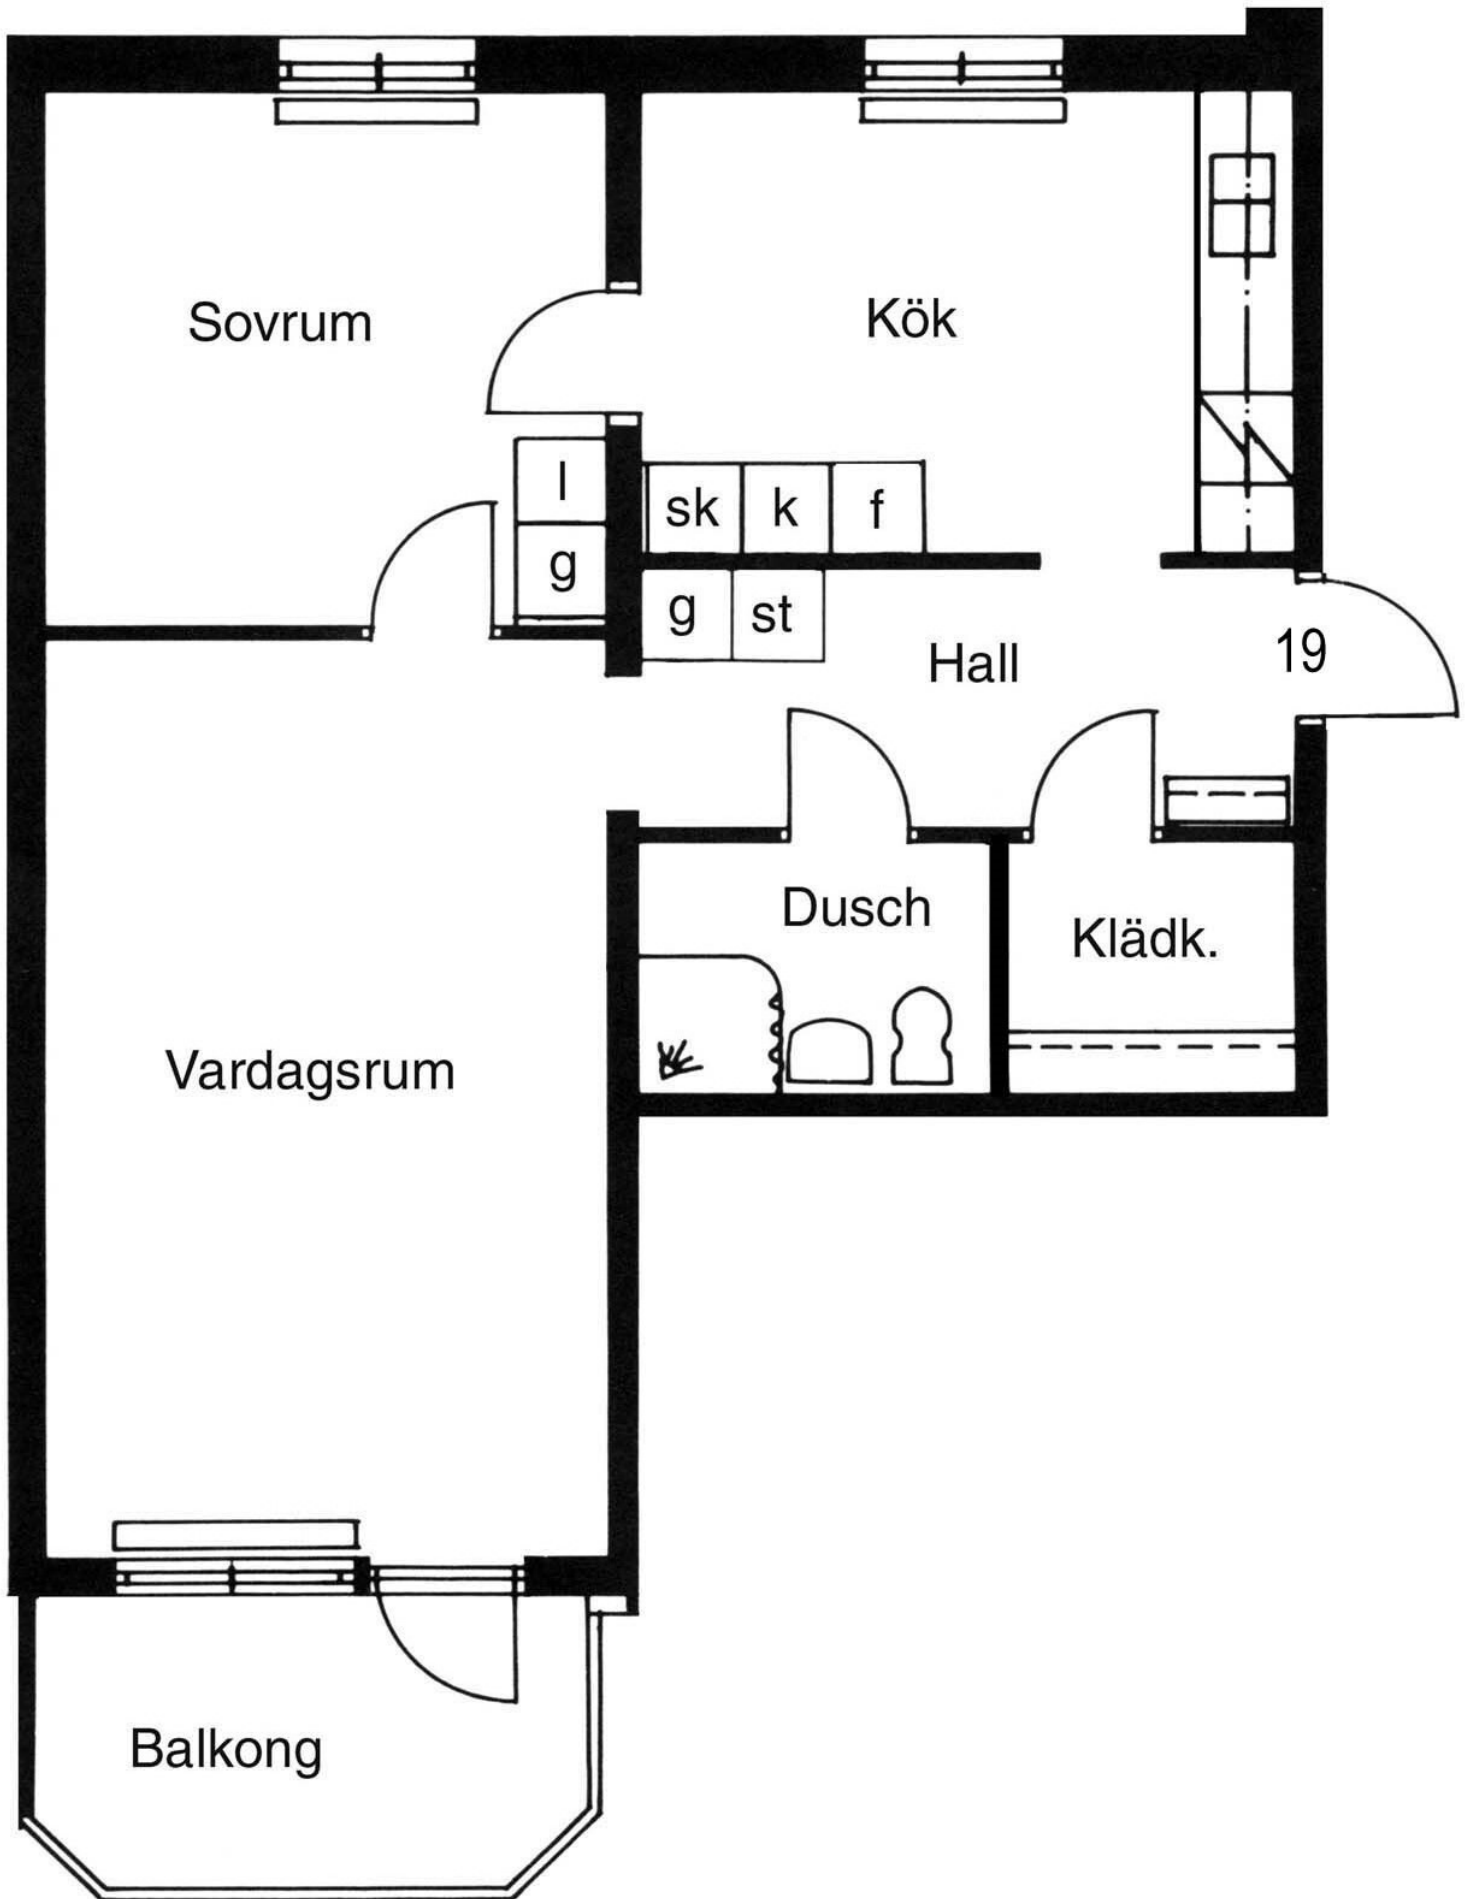 Sovrum
Kök
l
sk k f
g
g st
Hall
19
Dusch
Klädk.
Vardagsrum
Balkong